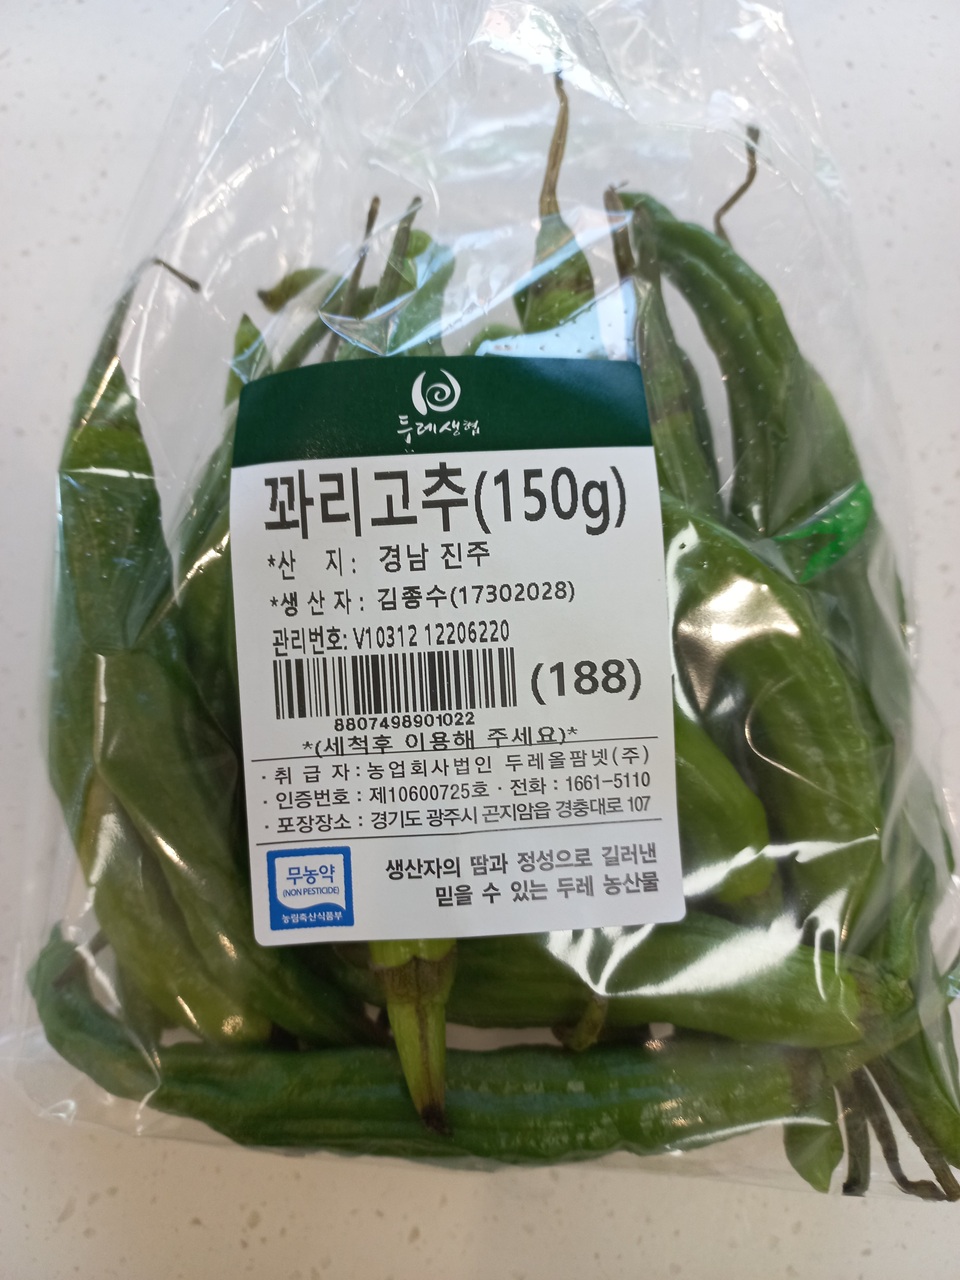 두레생협
꽈리고추(150g)
*산 지: 경남 진주
*생산자: 김종수(17302028)
관리번호: V10312 12206220
(188)
8807498901022
*(세척후 이용해 주세요)*
· 취급자 : 농업회사법인 두레올팜넷(주)
· 인증번호 : 제10600725호 · 전화 : 1661-5110
· 포장장소 : 경기도 광주시 곤지암읍 경충대로 107
무농약
(NON PESTICIDE)
농림축산식품부
생산자의 땀과 정성으로 길러낸
믿을 수 있는 두레 농산물